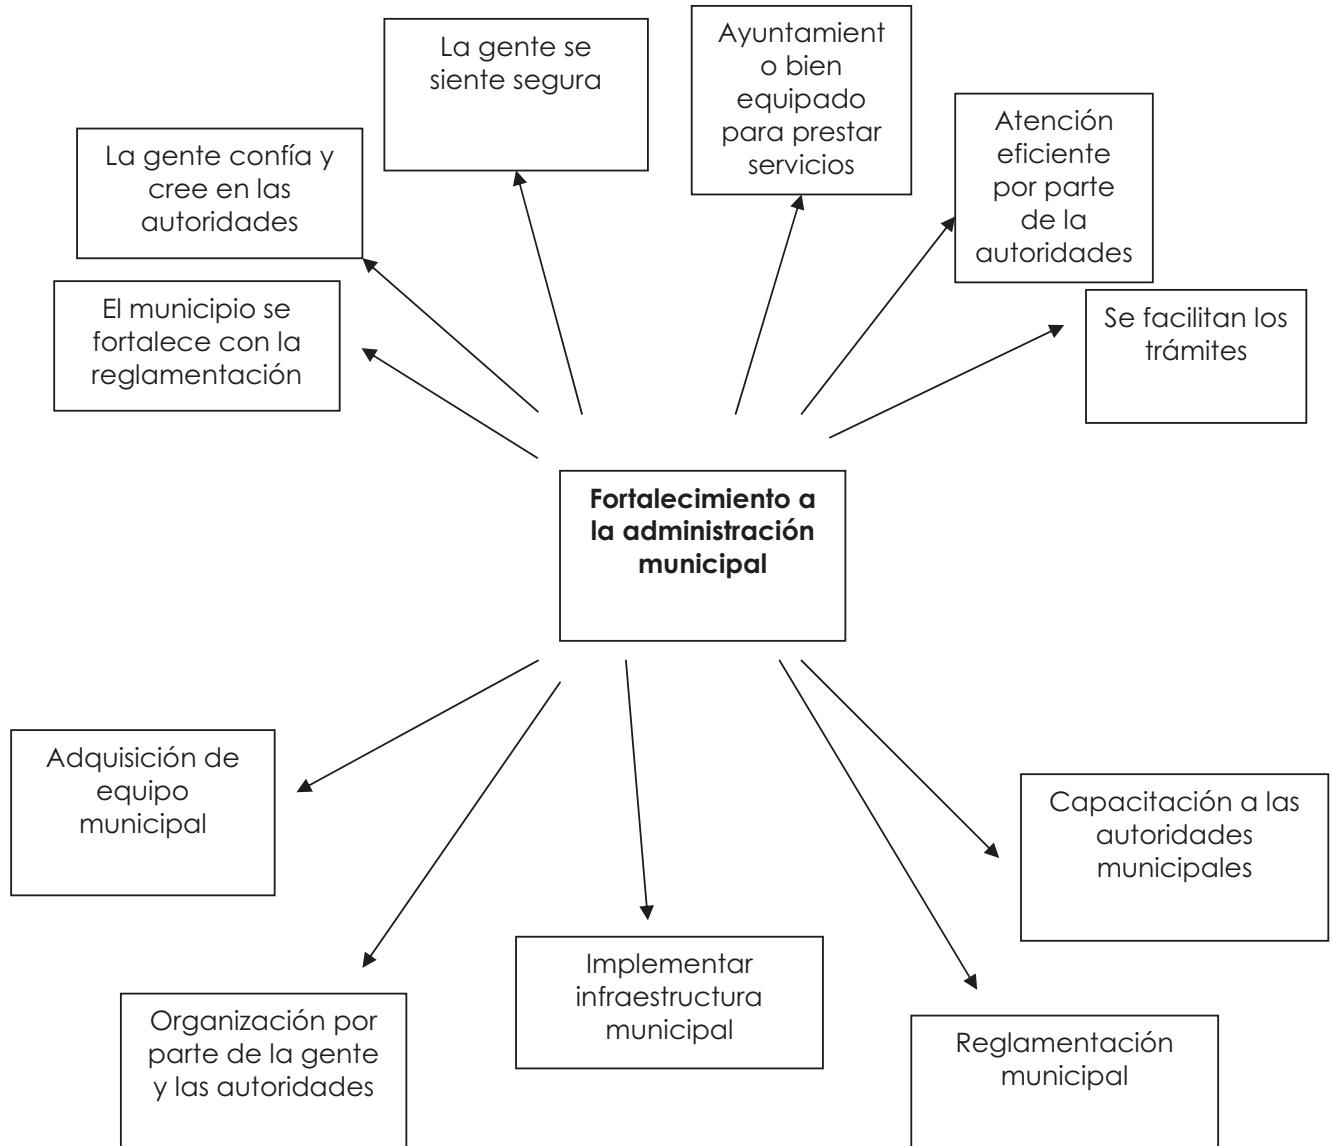 La gente se
siente segura
Ayuntamient
o bien
equipado
para prestar
servicios
Atención
eficiente
por parte
de la
autoridades
La gente confía y
cree en las
autoridades
El municipio se
fortalece con la
reglamentación
Se facilitan los
trámites
Fortalecimiento a
la administración
municipal
Adquisición de
equipo
municipal
Capacitación a las
autoridades
municipales
Organización por
parte de la gente
y las autoridades
Implementar
infraestructura
municipal
Reglamentación
municipal